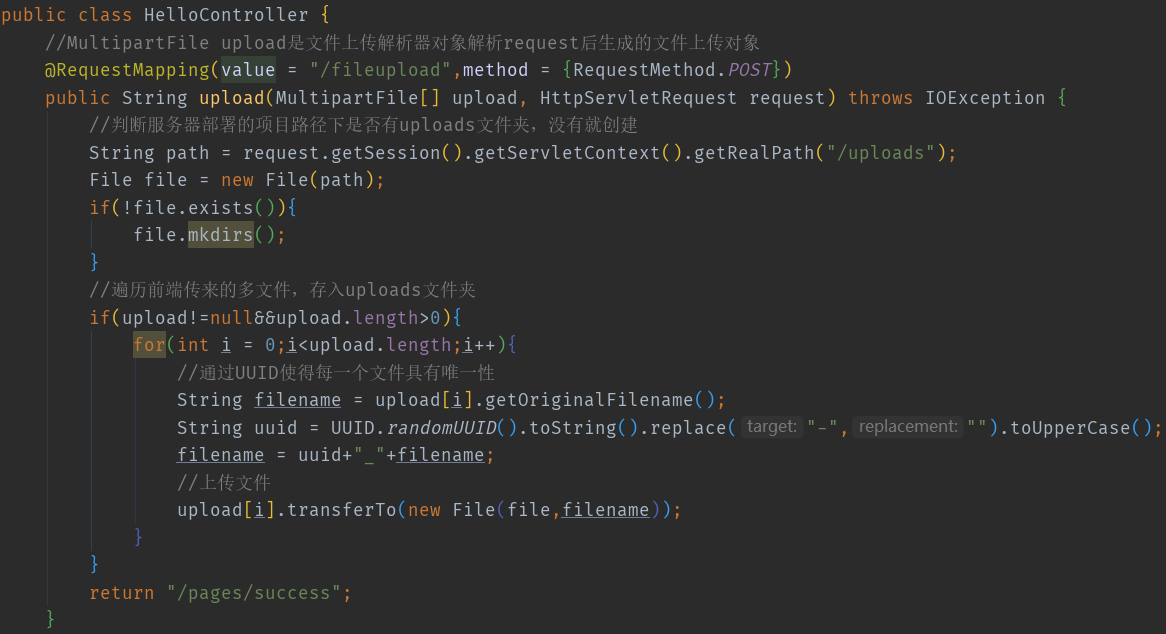 public class HelloController {
//MultipartFile upload是文件上传解析器对象解析request后生成的文件上传对象
@RequestMapping(value = "/fileupload",method = {RequestMethod.POST})
public String upload(MultipartFile[] upload, HttpServletRequest request) throws IOException {
//判断服务器部署的项目路径下是否有uploads文件夹，没有就创建
String path = request.getSession().getServletContext().getRealPath("/uploads");
File file = new File(path);
if(!file.exists()){
file.mkdirs();
}
//遍历前端传来的多文件，存入uploads文件夹
if(upload!=null&&upload.length>0){
for(int i = 0;i<upload.length;i++){
//通过UUID使得每一个文件具有唯一性
String filename = upload[i].getOriginalFilename();
String uuid = UUID.randomUUID().toString().replace( target: "-", replacement: "").toUpperCase();
filename = uuid+"_"+filename;
//上传文件
upload[i].transferTo(new File(file,filename));
}
}
return "/pages/success";
}